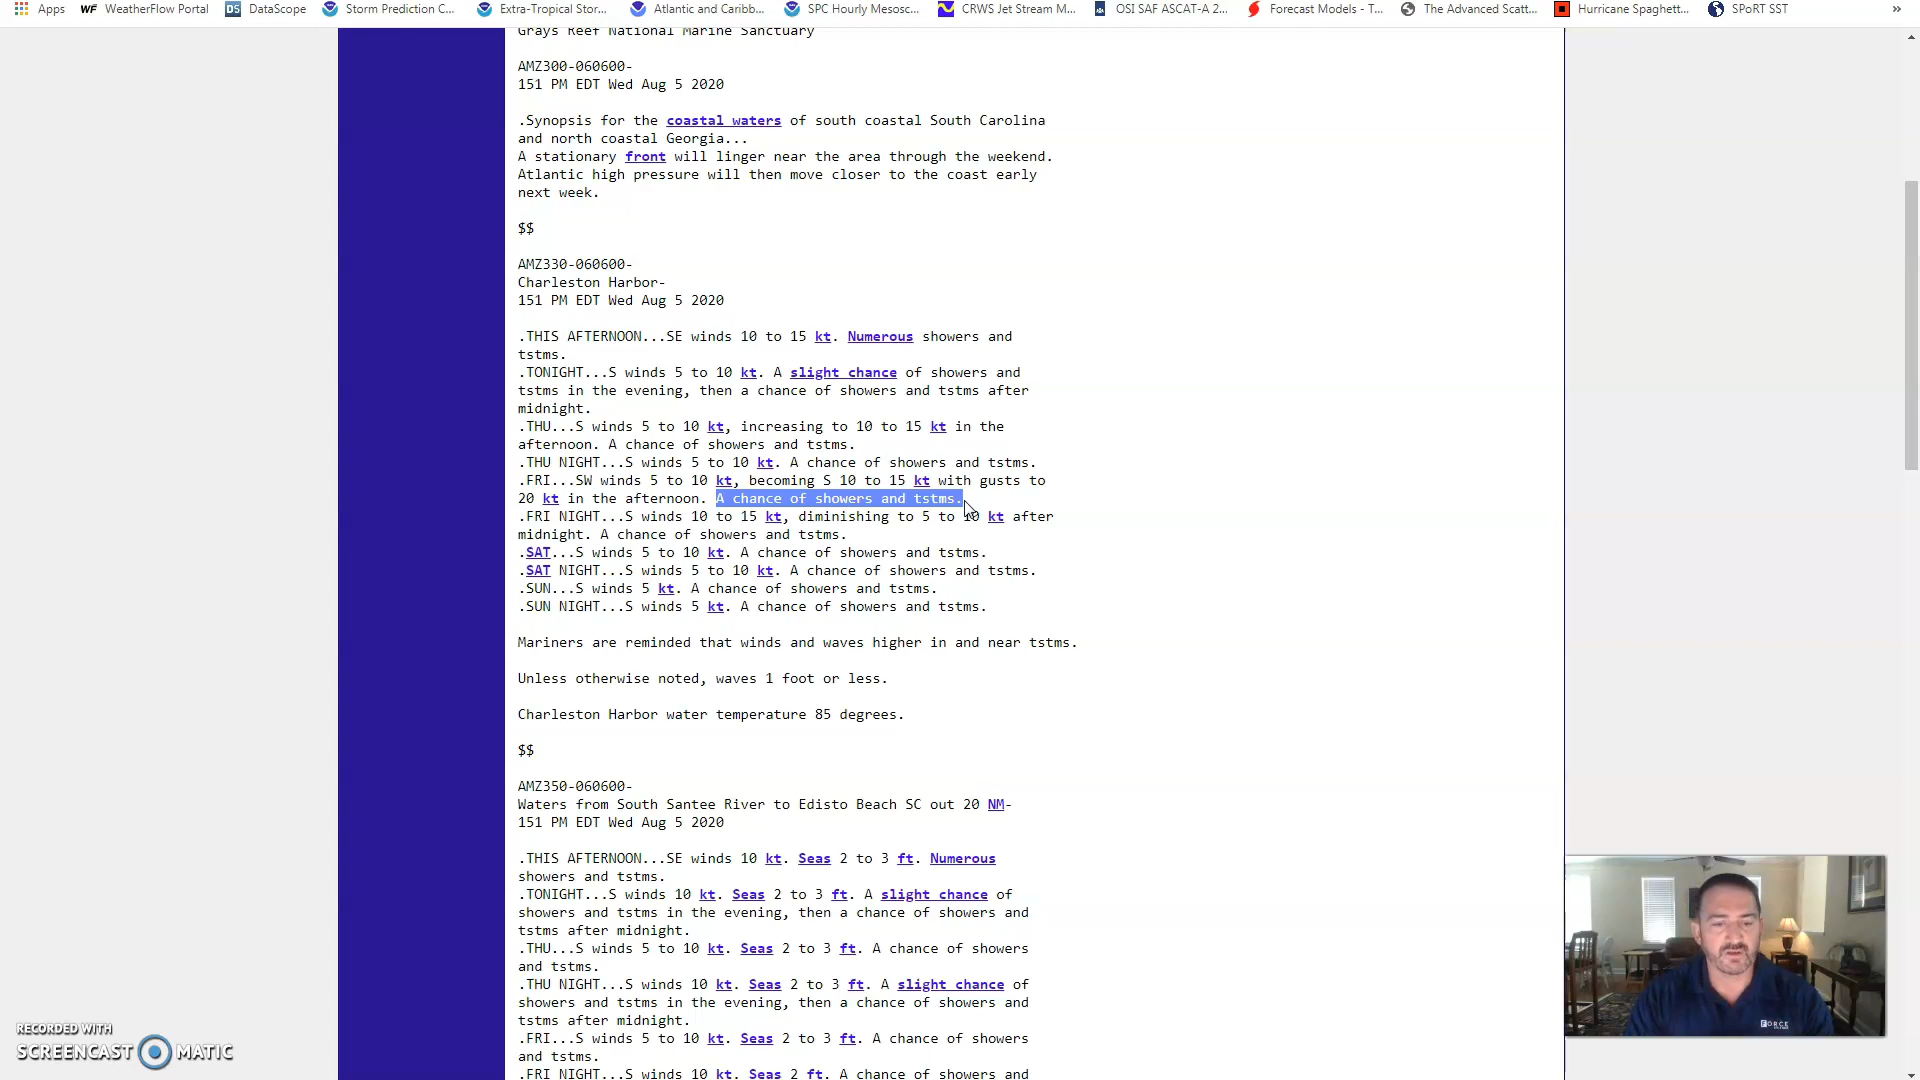 Apps WeatherFlow Portal DataScope Storm Prediction C... Extra-Tropical Stor... Atlantic and Caribb... SPC Hourly Mesosc... CRWS Jet Stream M... OSI SAF ASCAT-A 2... Forecast Models - T... The Advanced Scatt... Hurricane Spaghett... SPoRT SST »
Grays Reef National Marine Sanctuary
AMZ300-060600-
151 PM EDT Wed Aug 5 2020
.Synopsis for the coastal waters of south coastal South Carolina
and north coastal Georgia...
A stationary front will linger near the area through the weekend.
Atlantic high pressure will then move closer to the coast early
next week.
$$
AMZ330-060600-
Charleston Harbor-
151 PM EDT Wed Aug 5 2020
.THIS AFTERNOON...SE winds 10 to 15 kt. Numerous showers and
tstms.
.TONIGHT...S winds 5 to 10 kt. A slight chance of showers and
tstms in the evening, then a chance of showers and tstms after
midnight.
.THU...S winds 5 to 10 kt, increasing to 10 to 15 kt in the
afternoon. A chance of showers and tstms.
.THU NIGHT...S winds 5 to 10 kt. A chance of showers and tstms.
.FRI...SW winds 5 to 10 kt, becoming S 10 to 15 kt with gusts to
20 kt in the afternoon. A chance of showers and tstms.
.FRI NIGHT...S winds 10 to 15 kt, diminishing to 5 to 10 kt after
midnight. A chance of showers and tstms.
.SAT...S winds 5 to 10 kt. A chance of showers and tstms.
.SAT NIGHT...S winds 5 to 10 kt. A chance of showers and tstms.
.SUN...S winds 5 kt. A chance of showers and tstms.
.SUN NIGHT...S winds 5 kt. A chance of showers and tstms.
Mariners are reminded that winds and waves higher in and near tstms.
Unless otherwise noted, waves 1 foot or less.
Charleston Harbor water temperature 85 degrees.
$$
AMZ350-060600-
Waters from South Santee River to Edisto Beach SC out 20 NM-
151 PM EDT Wed Aug 5 2020
.THIS AFTERNOON...SE winds 10 kt. Seas 2 to 3 ft. Numerous
showers and tstms.
.TONIGHT...S winds 10 kt. Seas 2 to 3 ft. A slight chance of
showers and tstms in the evening, then a chance of showers and
tstms after midnight.
.THU...S winds 5 to 10 kt. Seas 2 to 3 ft. A chance of showers
and tstms.
.THU NIGHT...S winds 10 kt. Seas 2 to 3 ft. A slight chance of
showers and tstms in the evening, then a chance of showers and
tstms after midnight.
.FRI...S winds 5 to 10 kt. Seas 2 to 3 ft. A chance of showers
and tstms.
.FRI NIGHT...S winds 10 kt. Seas 2 ft. A chance of showers and
RECORDED WITH
SCREENCAST MATIC
FORCE